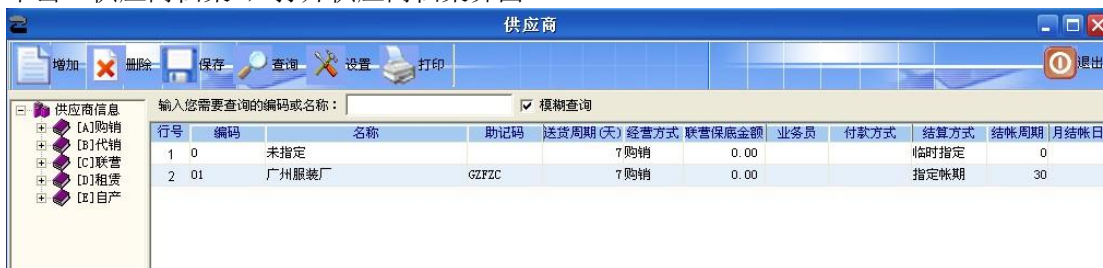 供应商
增加 删除 保存 查询 设置 打印 退出
供应商信息
[A]购销
[B]代销
[C]联营
[D]租赁
[E]自产
输入您需要查询的编码或名称: 模糊查询
行号 编码 名称 助记码 送货周期(天) 经营方式 联营保底金额 业务员 付款方式 结算方式 结帐周期 月结帐日
1 0 未指定 7 购销 0.00 临时指定 0
2 01 广州服装厂 GZFZC 7 购销 0.00 指定帐期 30